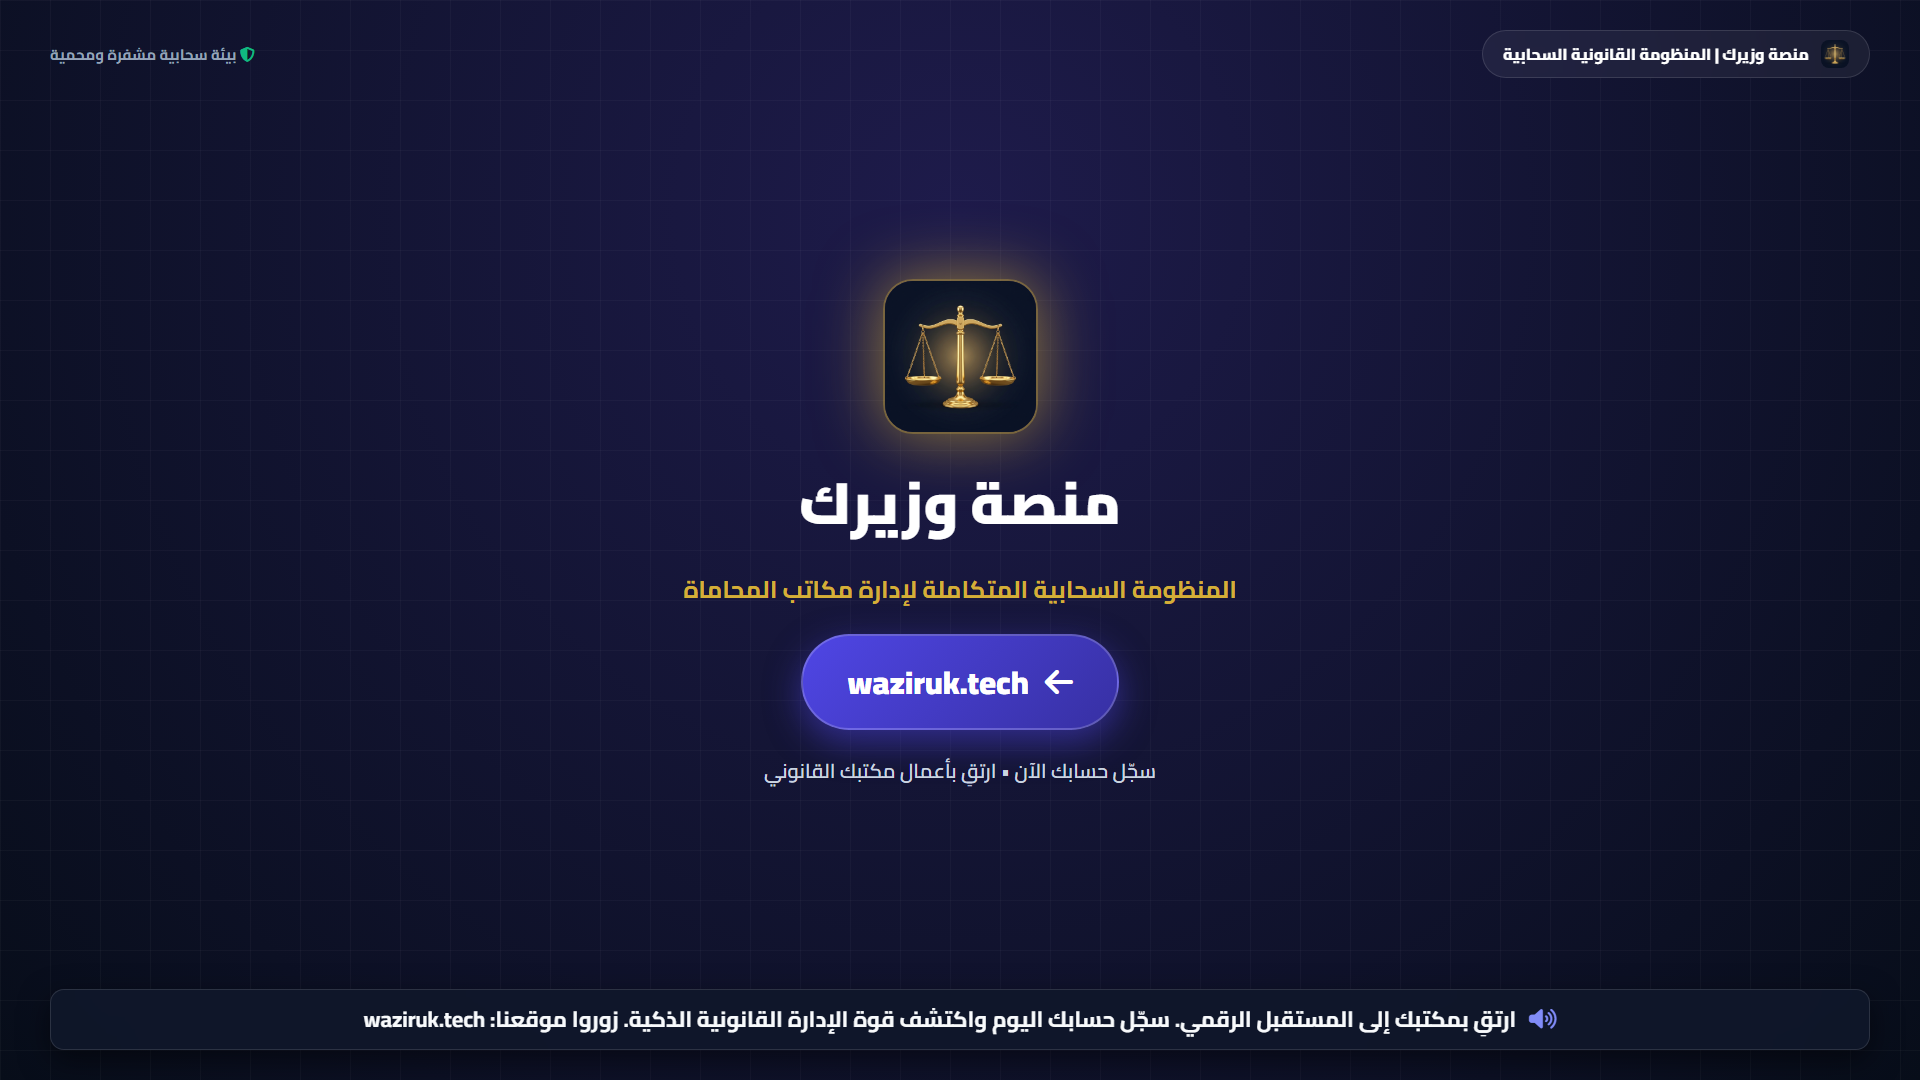 منصة وزيرك | المنظومة القانونية السحابية
بيئة سحابية مشفرة ومحمية
منصة وزيرك
المنظومة السحابية المتكاملة لإدارة مكاتب المحاماة
waziruk.tech
سجّل حسابك الآن • ارتقِ بأعمال مكتبك القانوني
ارتقِ بمكتبك إلى المستقبل الرقمي. سجّل حسابك اليوم واكتشف قوة الإدارة القانونية الذكية. زوروا موقعنا: waziruk.tech